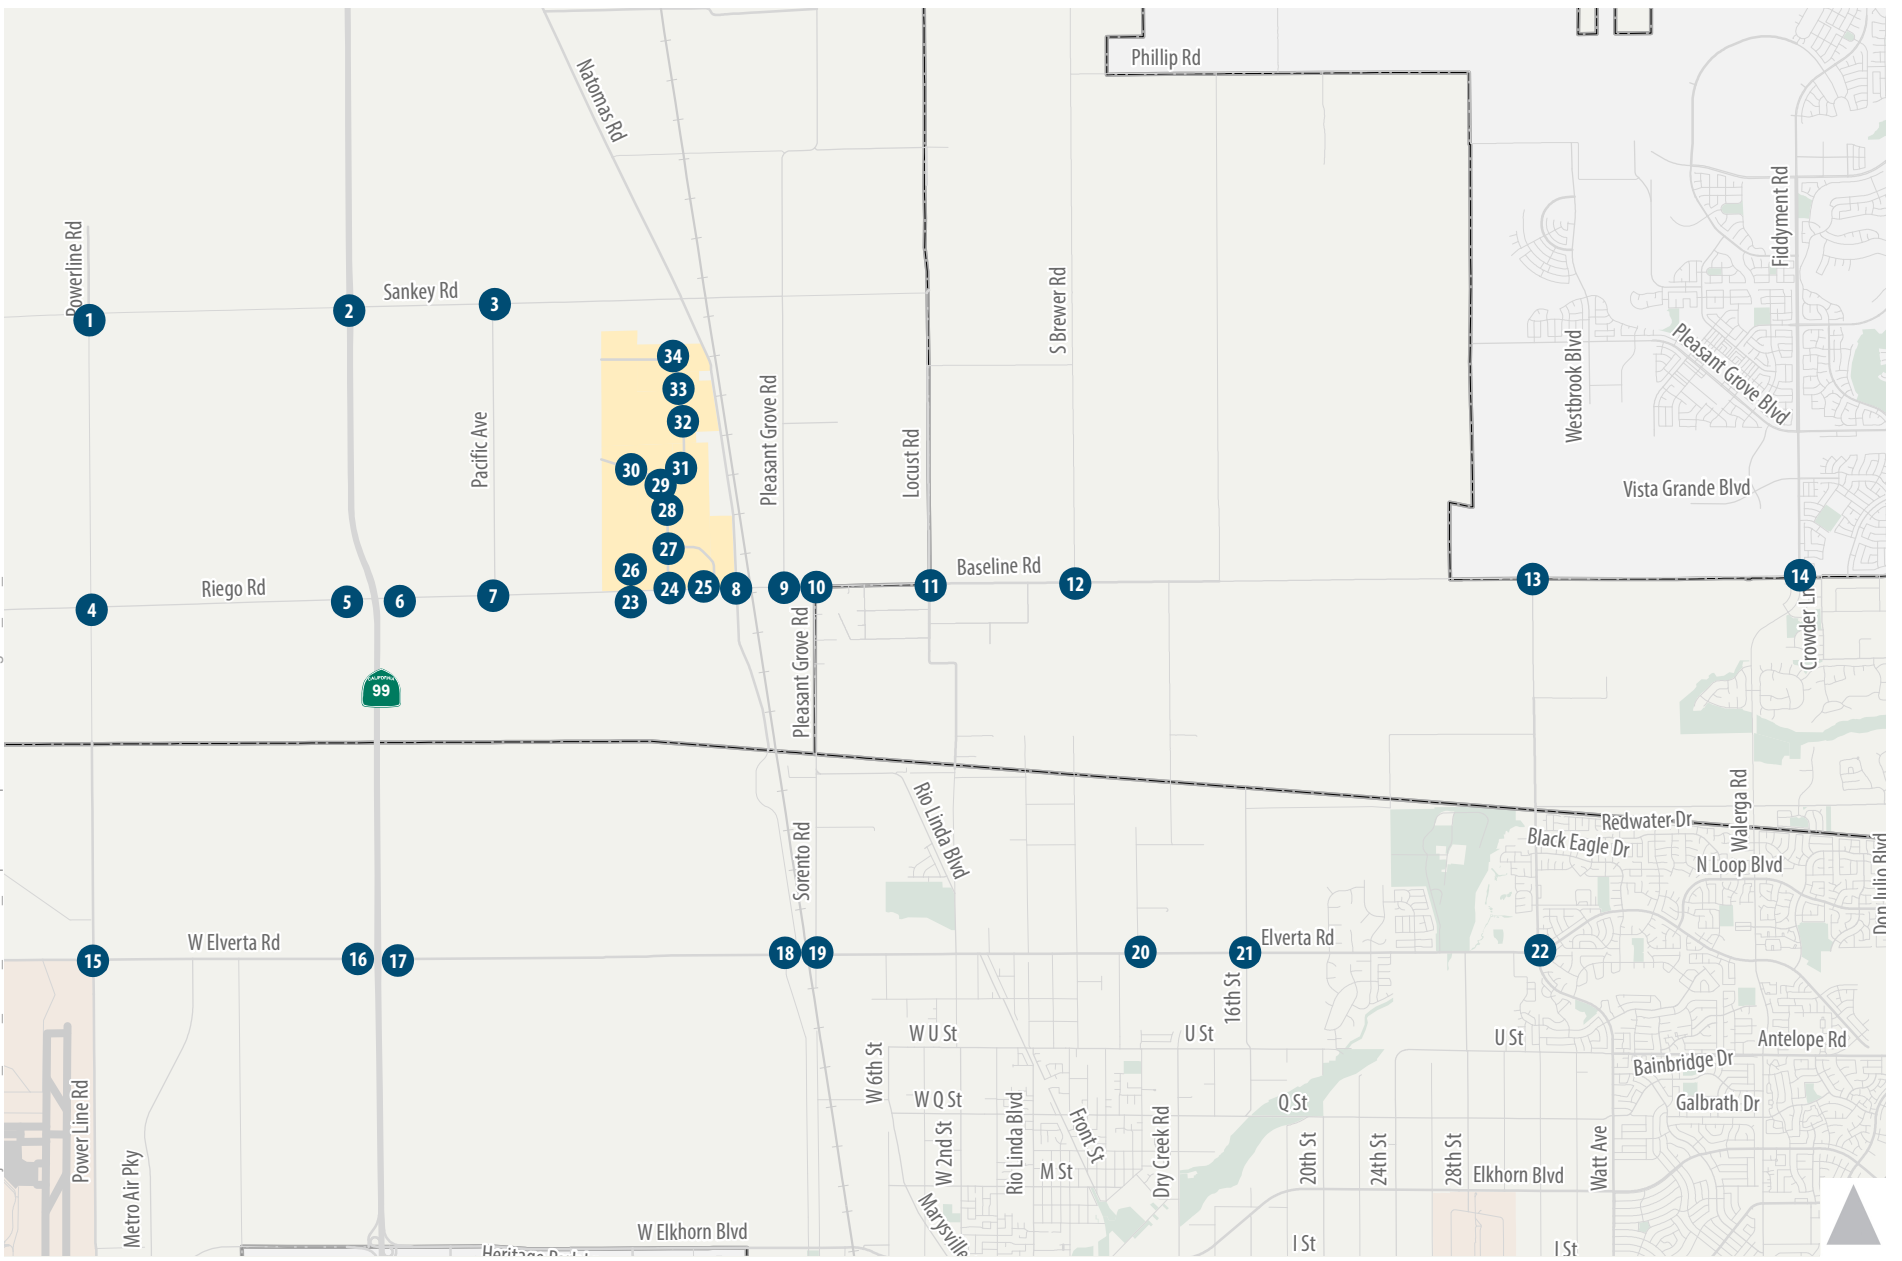 Phillip Rd
Natomas Rd
Fiddyment Rd
Powerline Rd
S Brewer Rd
Sankey Rd
1
2
3
Westbrook Blvd
Pleasant Grove Blvd
34
33
32
Pacific Ave
Pleasant Grove Rd
Locust Rd
Vista Grande Blvd
30
31
29
28
27
26
Riego Rd
Baseline Rd
4
5
6
7
23
24
25
8
9
10
11
12
13
14
Crowder Ln
Pleasant Grove Rd
CALIFORNIA
99
Rio Linda Blvd
Sorento Rd
Walerga Rd
Redwater Dr
Black Eagle Dr
N Loop Blvd
Don Julio Blvd
W Elverta Rd
Elverta Rd
15
16
17
18
19
20
21
22
16th St
W U St
U St
U St
Antelope Rd
Bainbridge Dr
W 6th St
W Q St
Q St
Galbrath Dr
Power Line Rd
Metro Air Pky
W 2nd St
Rio Linda Blvd
Front St
M St
Dry Creek Rd
20th St
24th St
28th St
Elkhorn Blvd
Watt Ave
W Elkhorn Blvd
Marysville
I St
I St